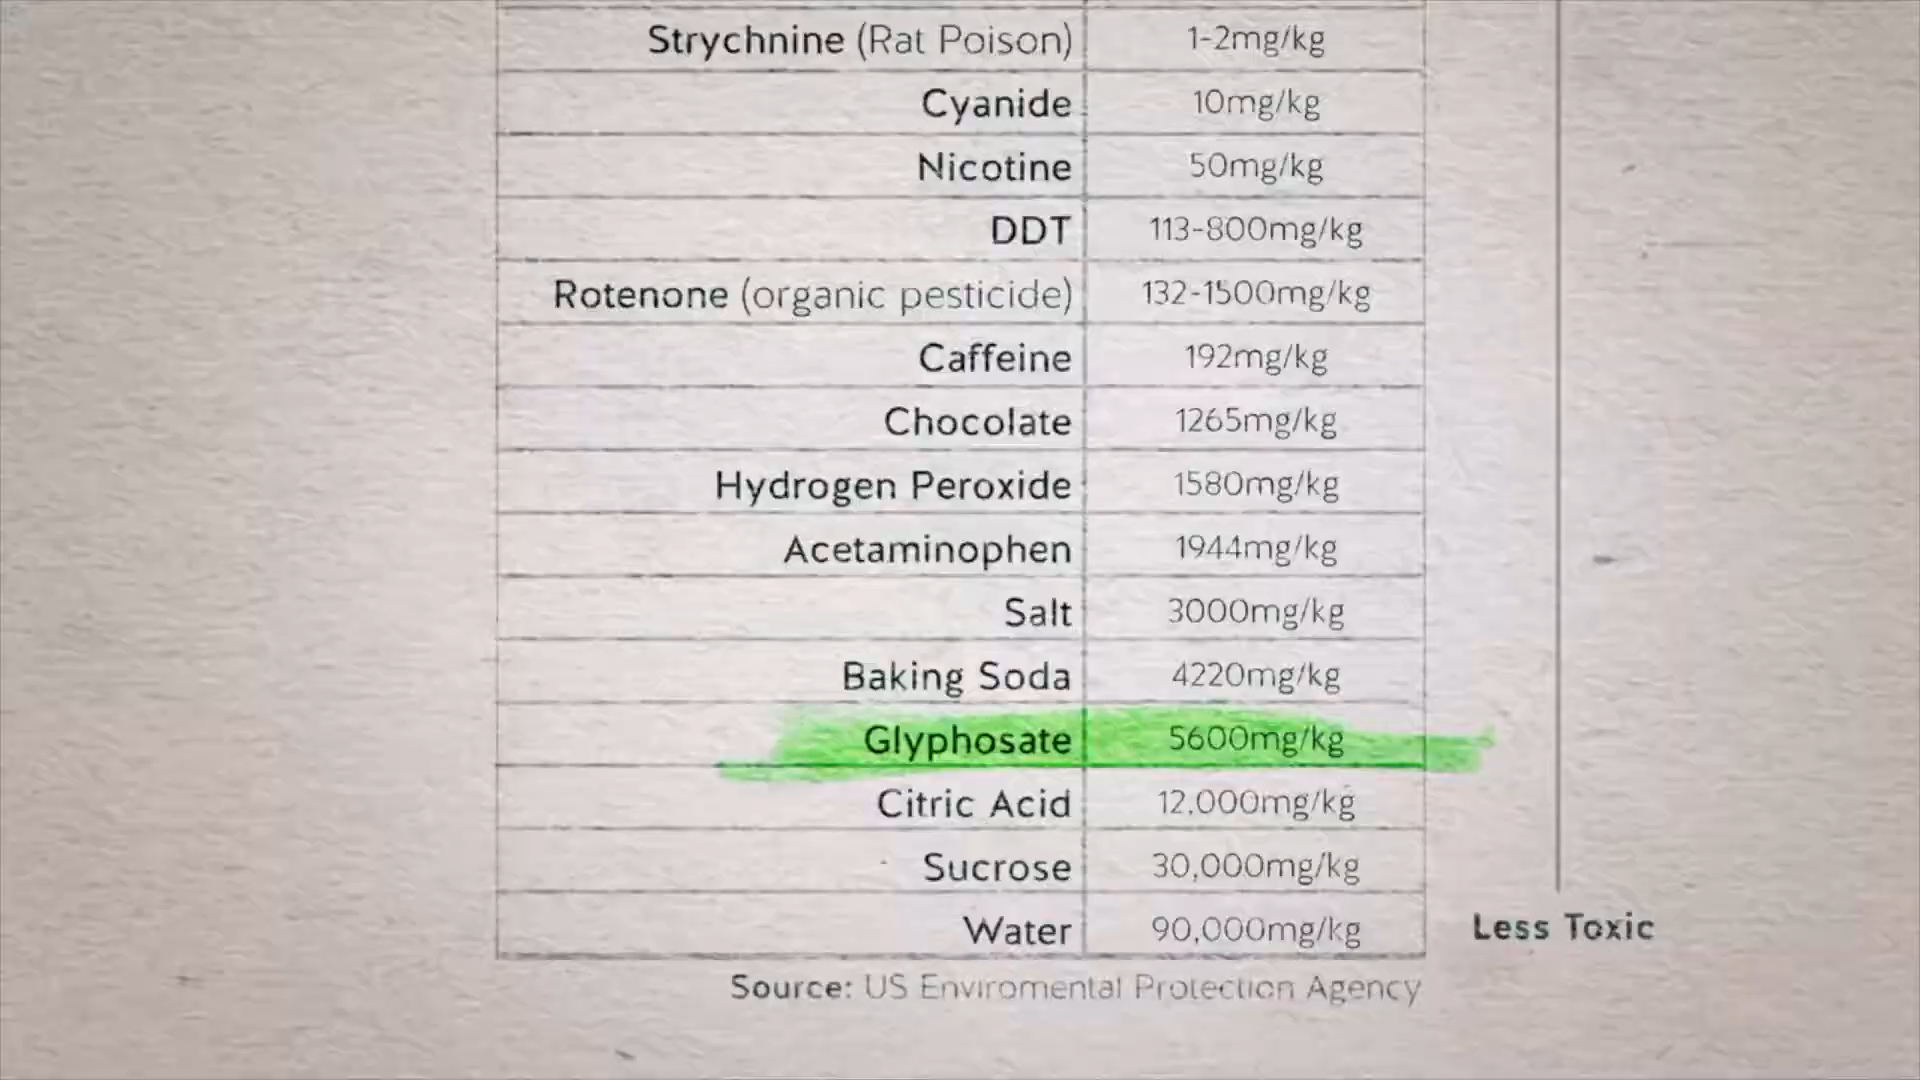 Strychnine (Rat Poison) 1-2mg/kg
Cyanide 10mg/kg
Nicotine 50mg/kg
DDT 113-800mg/kg
Rotenone (organic pesticide) 132-1500mg/kg
Caffeine 192mg/kg
Chocolate 1265mg/kg
Hydrogen Peroxide 1580mg/kg
Acetaminophen 1944mg/kg
Salt 3000mg/kg
Baking Soda 4220mg/kg
Glyphosate 5600mg/kg
Citric Acid 12,000mg/kg
Sucrose 30,000mg/kg
Water 90,000mg/kg
Less Toxic
Source: US Enviromental Protection Agency